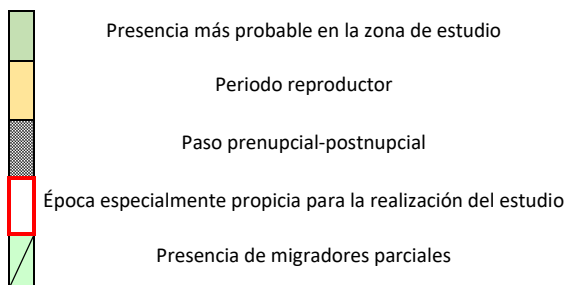 Presencia más probable en la zona de estudio
Periodo reproductor
Paso prenupcial-postnupcial
Época especialmente propicia para la realización del estudio
Presencia de migradores parciales